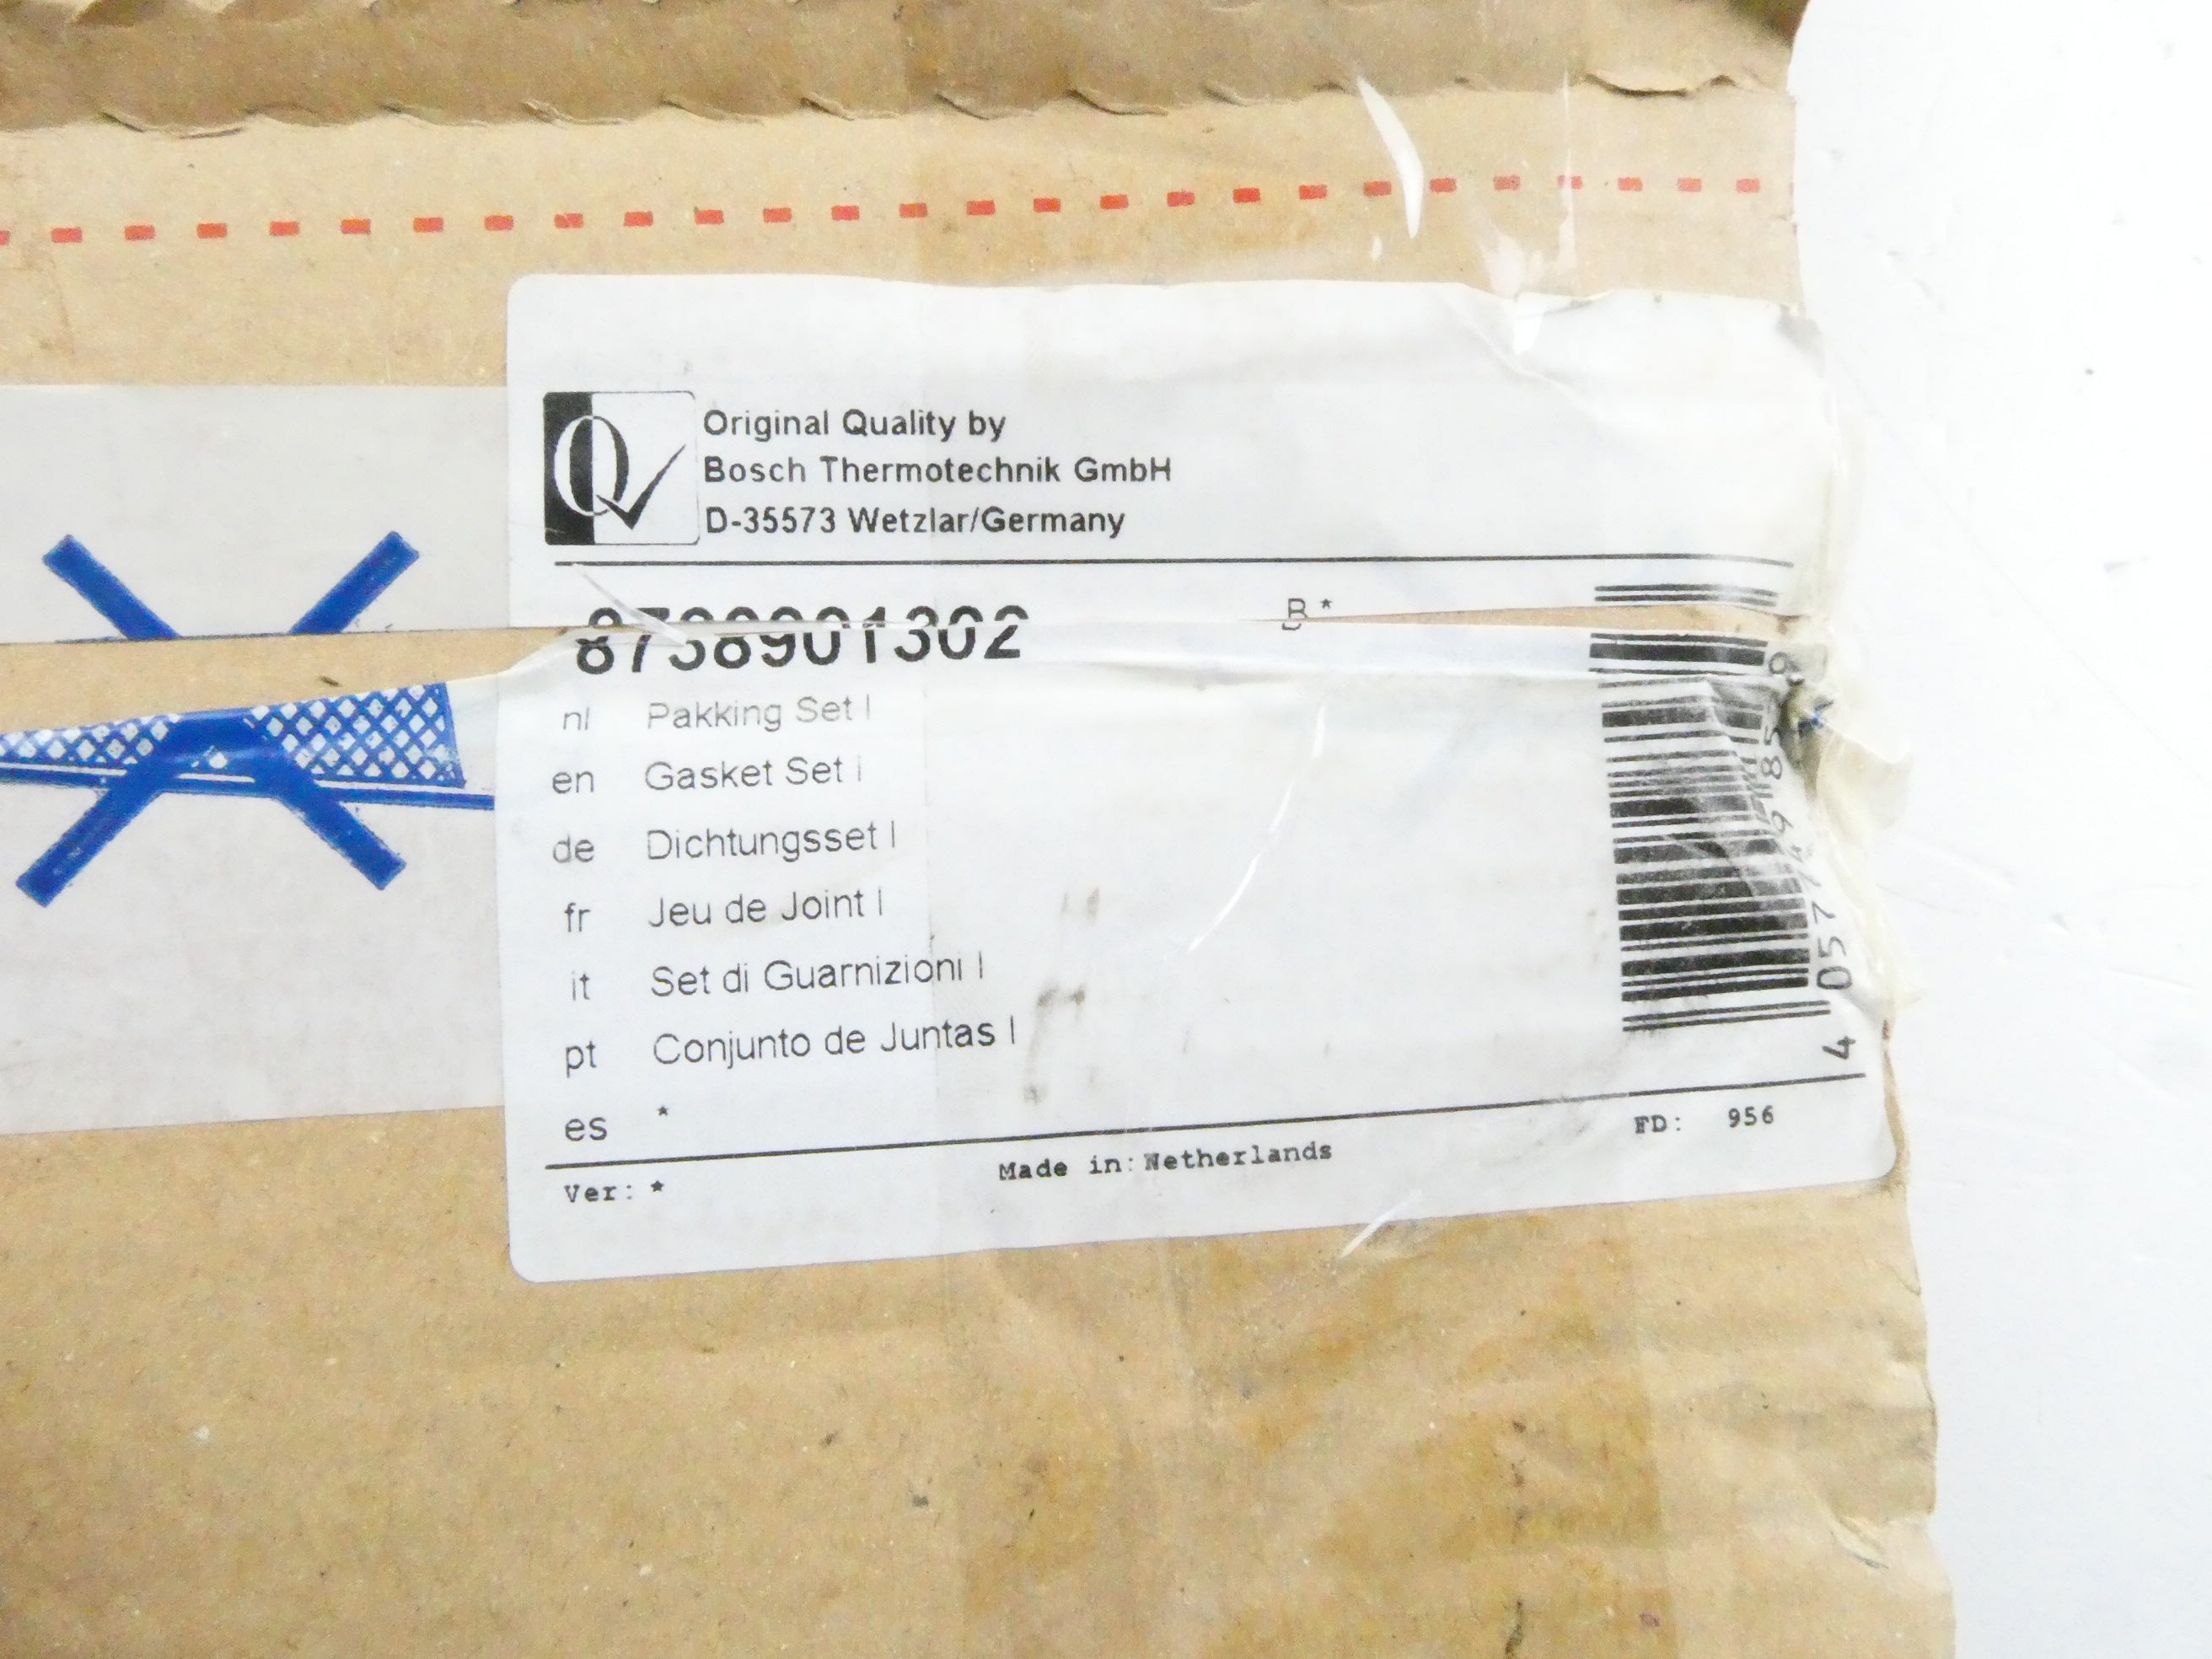 Original Quality by
Bosch Thermotechnik GmbH
D-35573 Wetzlar/Germany
8738901302
B *
nl Pakking Set I
en Gasket Set I
de Dichtungsset I
fr Jeu de Joint I
it Set di Guarnizioni I
pt Conjunto de Juntas I
es *
FD: 956
Made in: Netherlands
Ver: *